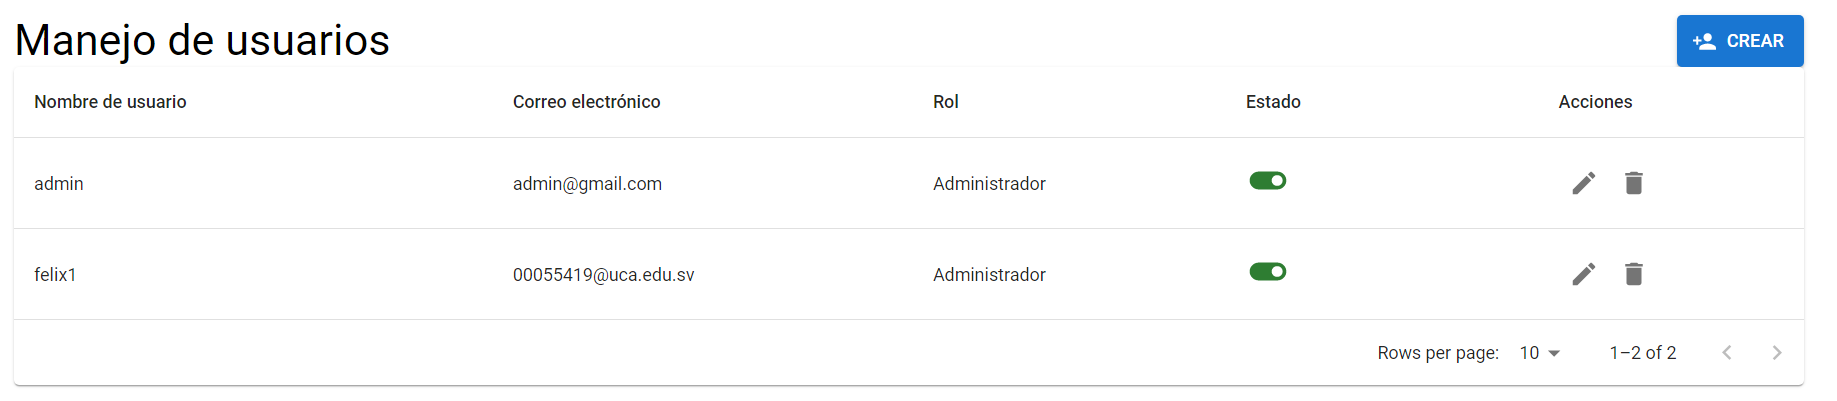 Manejo de usuarios
CREAR
Nombre de usuario Correo electrónico Rol Estado Acciones
admin admin@gmail.com Administrador
felix1 00055419@uca.edu.sv Administrador
Rows per page: 10 1–2 of 2